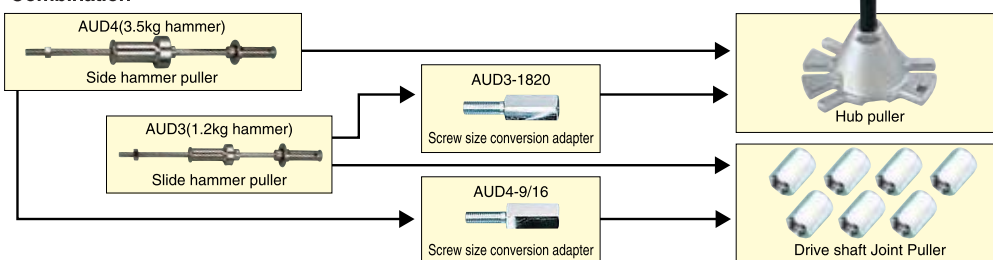 AUD4(3.5kg hammer)
Side hammer puller
AUD3-1820
Screw size conversion adapter
Hub puller
AUD3(1.2kg hammer)
Slide hammer puller
AUD4-9/16
Screw size conversion adapter
Drive shaft Joint Puller